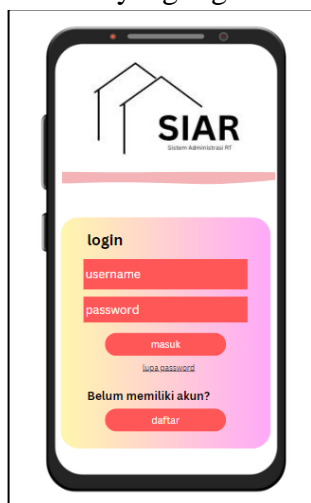 SIAR
Sistem Administrasi RT
login
username
password
masuk
lupa password
Belum memiliki akun?
daftar